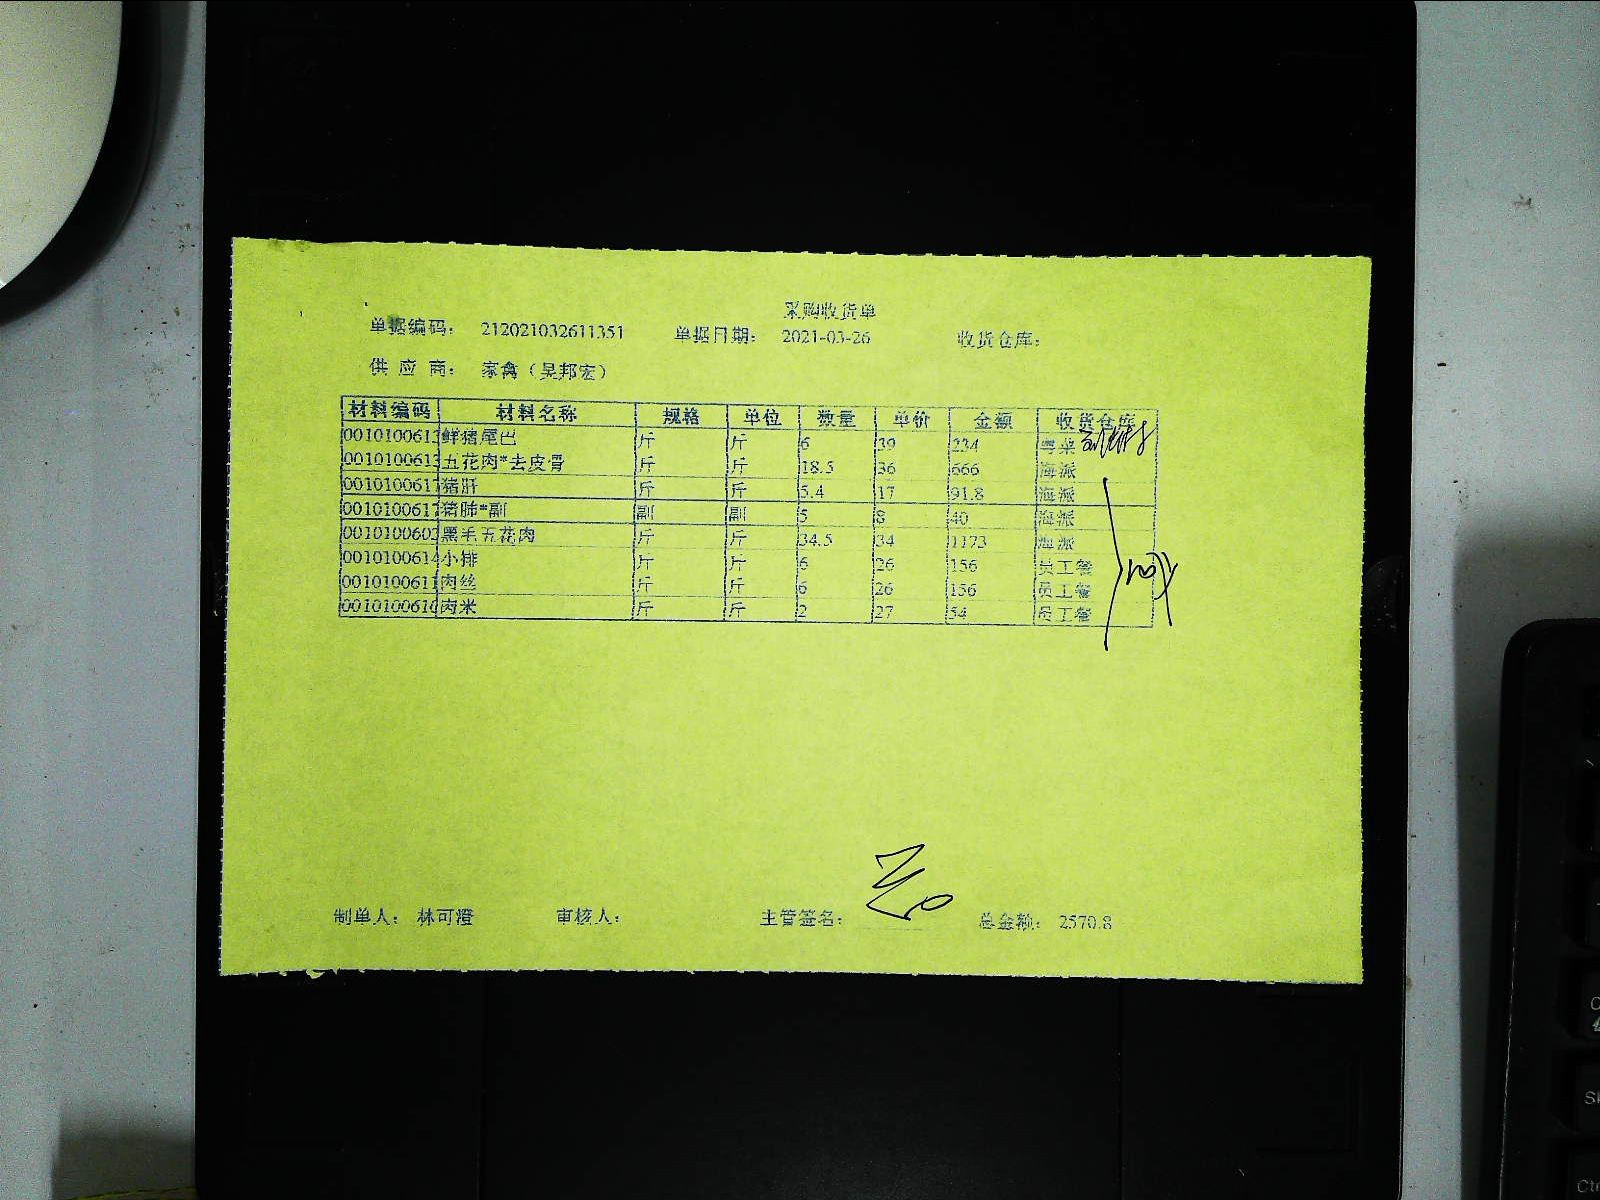 采购收货单
单据编码： 212021032611351 单据日期： 2021-03-26 收货仓库：
供 应 商： 家禽（吴邦宏）
材料编码 材料名称 规格 单位 数量 单价 金额 收货仓库
0010100612 鲜猪尾巴 斤 斤 6 39 234 粤菜
0010100613 五花肉*去皮骨 斤 斤 18.5 36 666 海派
0010100617 猪肝 斤 斤 5.4 17 91.8 海派
0010100617 猪肺*副 副 副 5 8 40 海派
0010100602 黑毛五花肉 斤 斤 34.5 34 1173 海派
0010100614 小排 斤 斤 6 26 156 员工餐
0010100611 肉丝 斤 斤 6 26 156 员工餐
0010100610 肉米 斤 斤 2 27 54 员工餐
制单人： 林可澄 审核人： 主管签名： 总金额： 2570.8